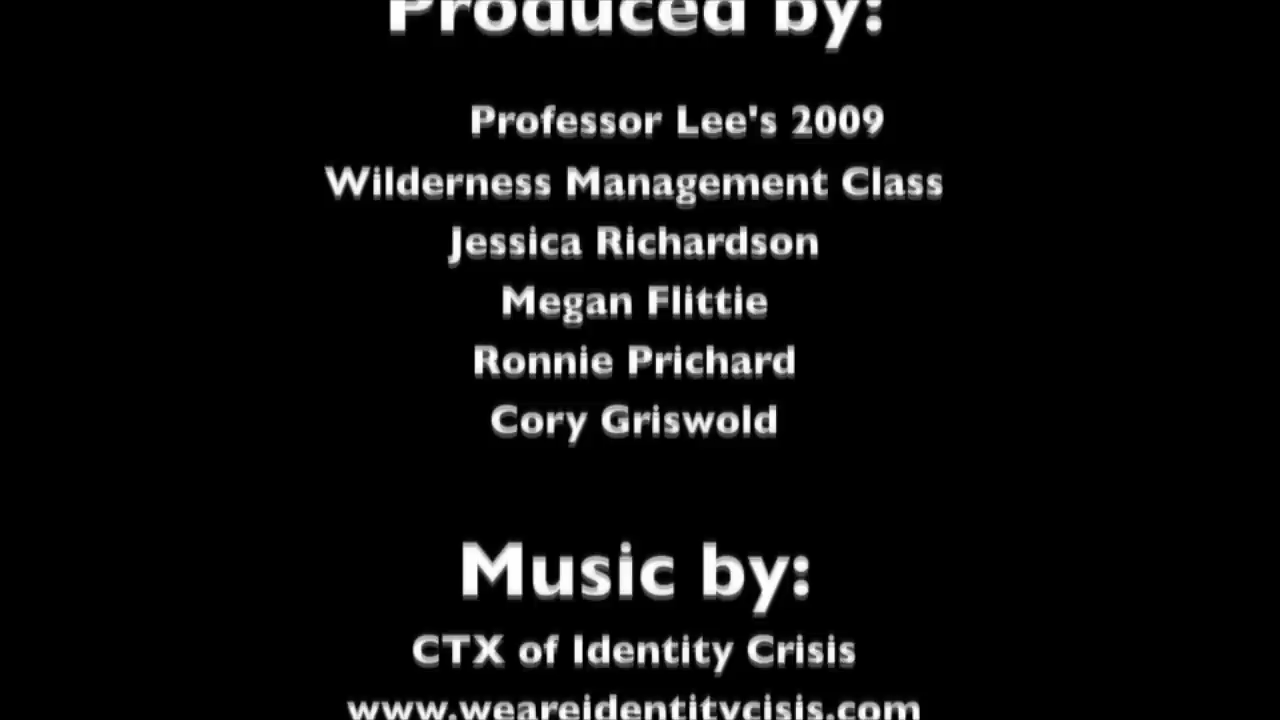 Produced by:
Professor Lee's 2009
Wilderness Management Class
Jessica Richardson
Megan Flittie
Ronnie Prichard
Cory Griswold
Music by:
CTX of Identity Crisis
www.weareidentitycisis.com